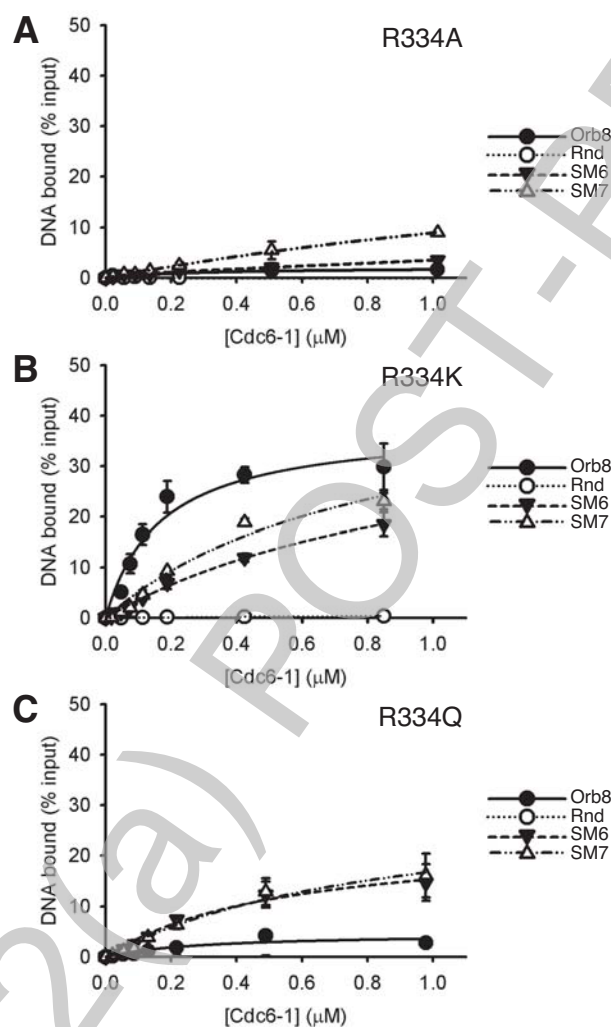 A
R334A
50
40
30
20
10
0
DNA bound (% input)
0.0 0.2 0.4 0.6 0.8 1.0
[Cdc6-1] (μM)
Orb8
Rnd
SM6
SM7
B
R334K
50
40
30
20
10
0
DNA bound (% input)
0.0 0.2 0.4 0.6 0.8 1.0
[Cdc6-1] (μM)
Orb8
Rnd
SM6
SM7
C
R334Q
50
40
30
20
10
0
DNA bound (% input)
0.0 0.2 0.4 0.6 0.8 1.0
[Cdc6-1] (μM)
Orb8
Rnd
SM6
SM7
2(a) POST-P